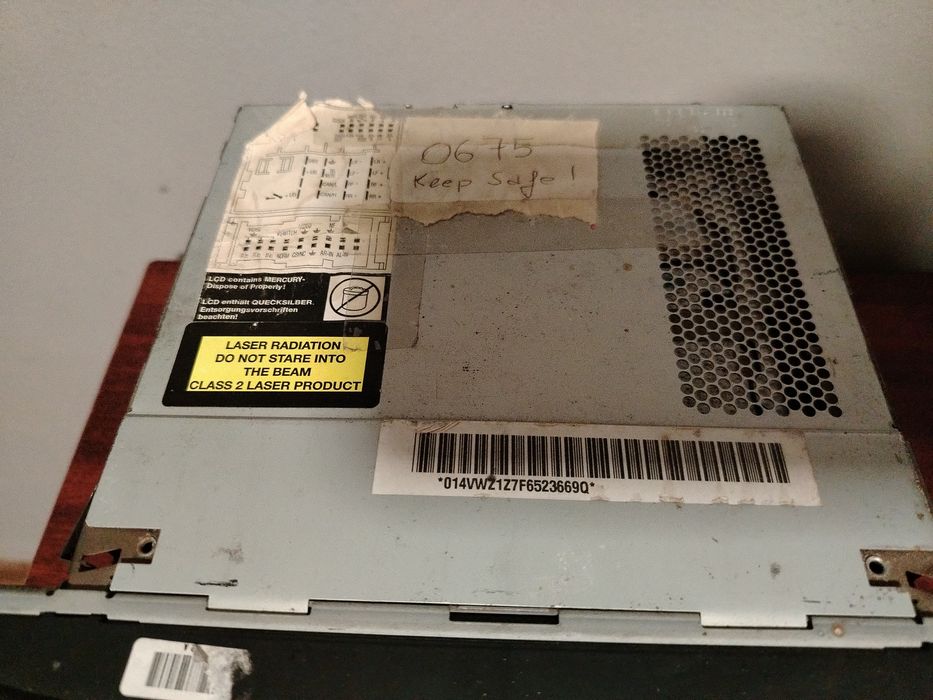 0675
Keep Safe!
LCD contains MERCURY-
Dispose of Properly!
LCD enthält QUECKSILBER.
Entsorgungsvorschriften
beachten!
LASER RADIATION
DO NOT STARE INTO
THE BEAM
CLASS 2 LASER PRODUCT
*014VWZ1Z7F6523669Q*